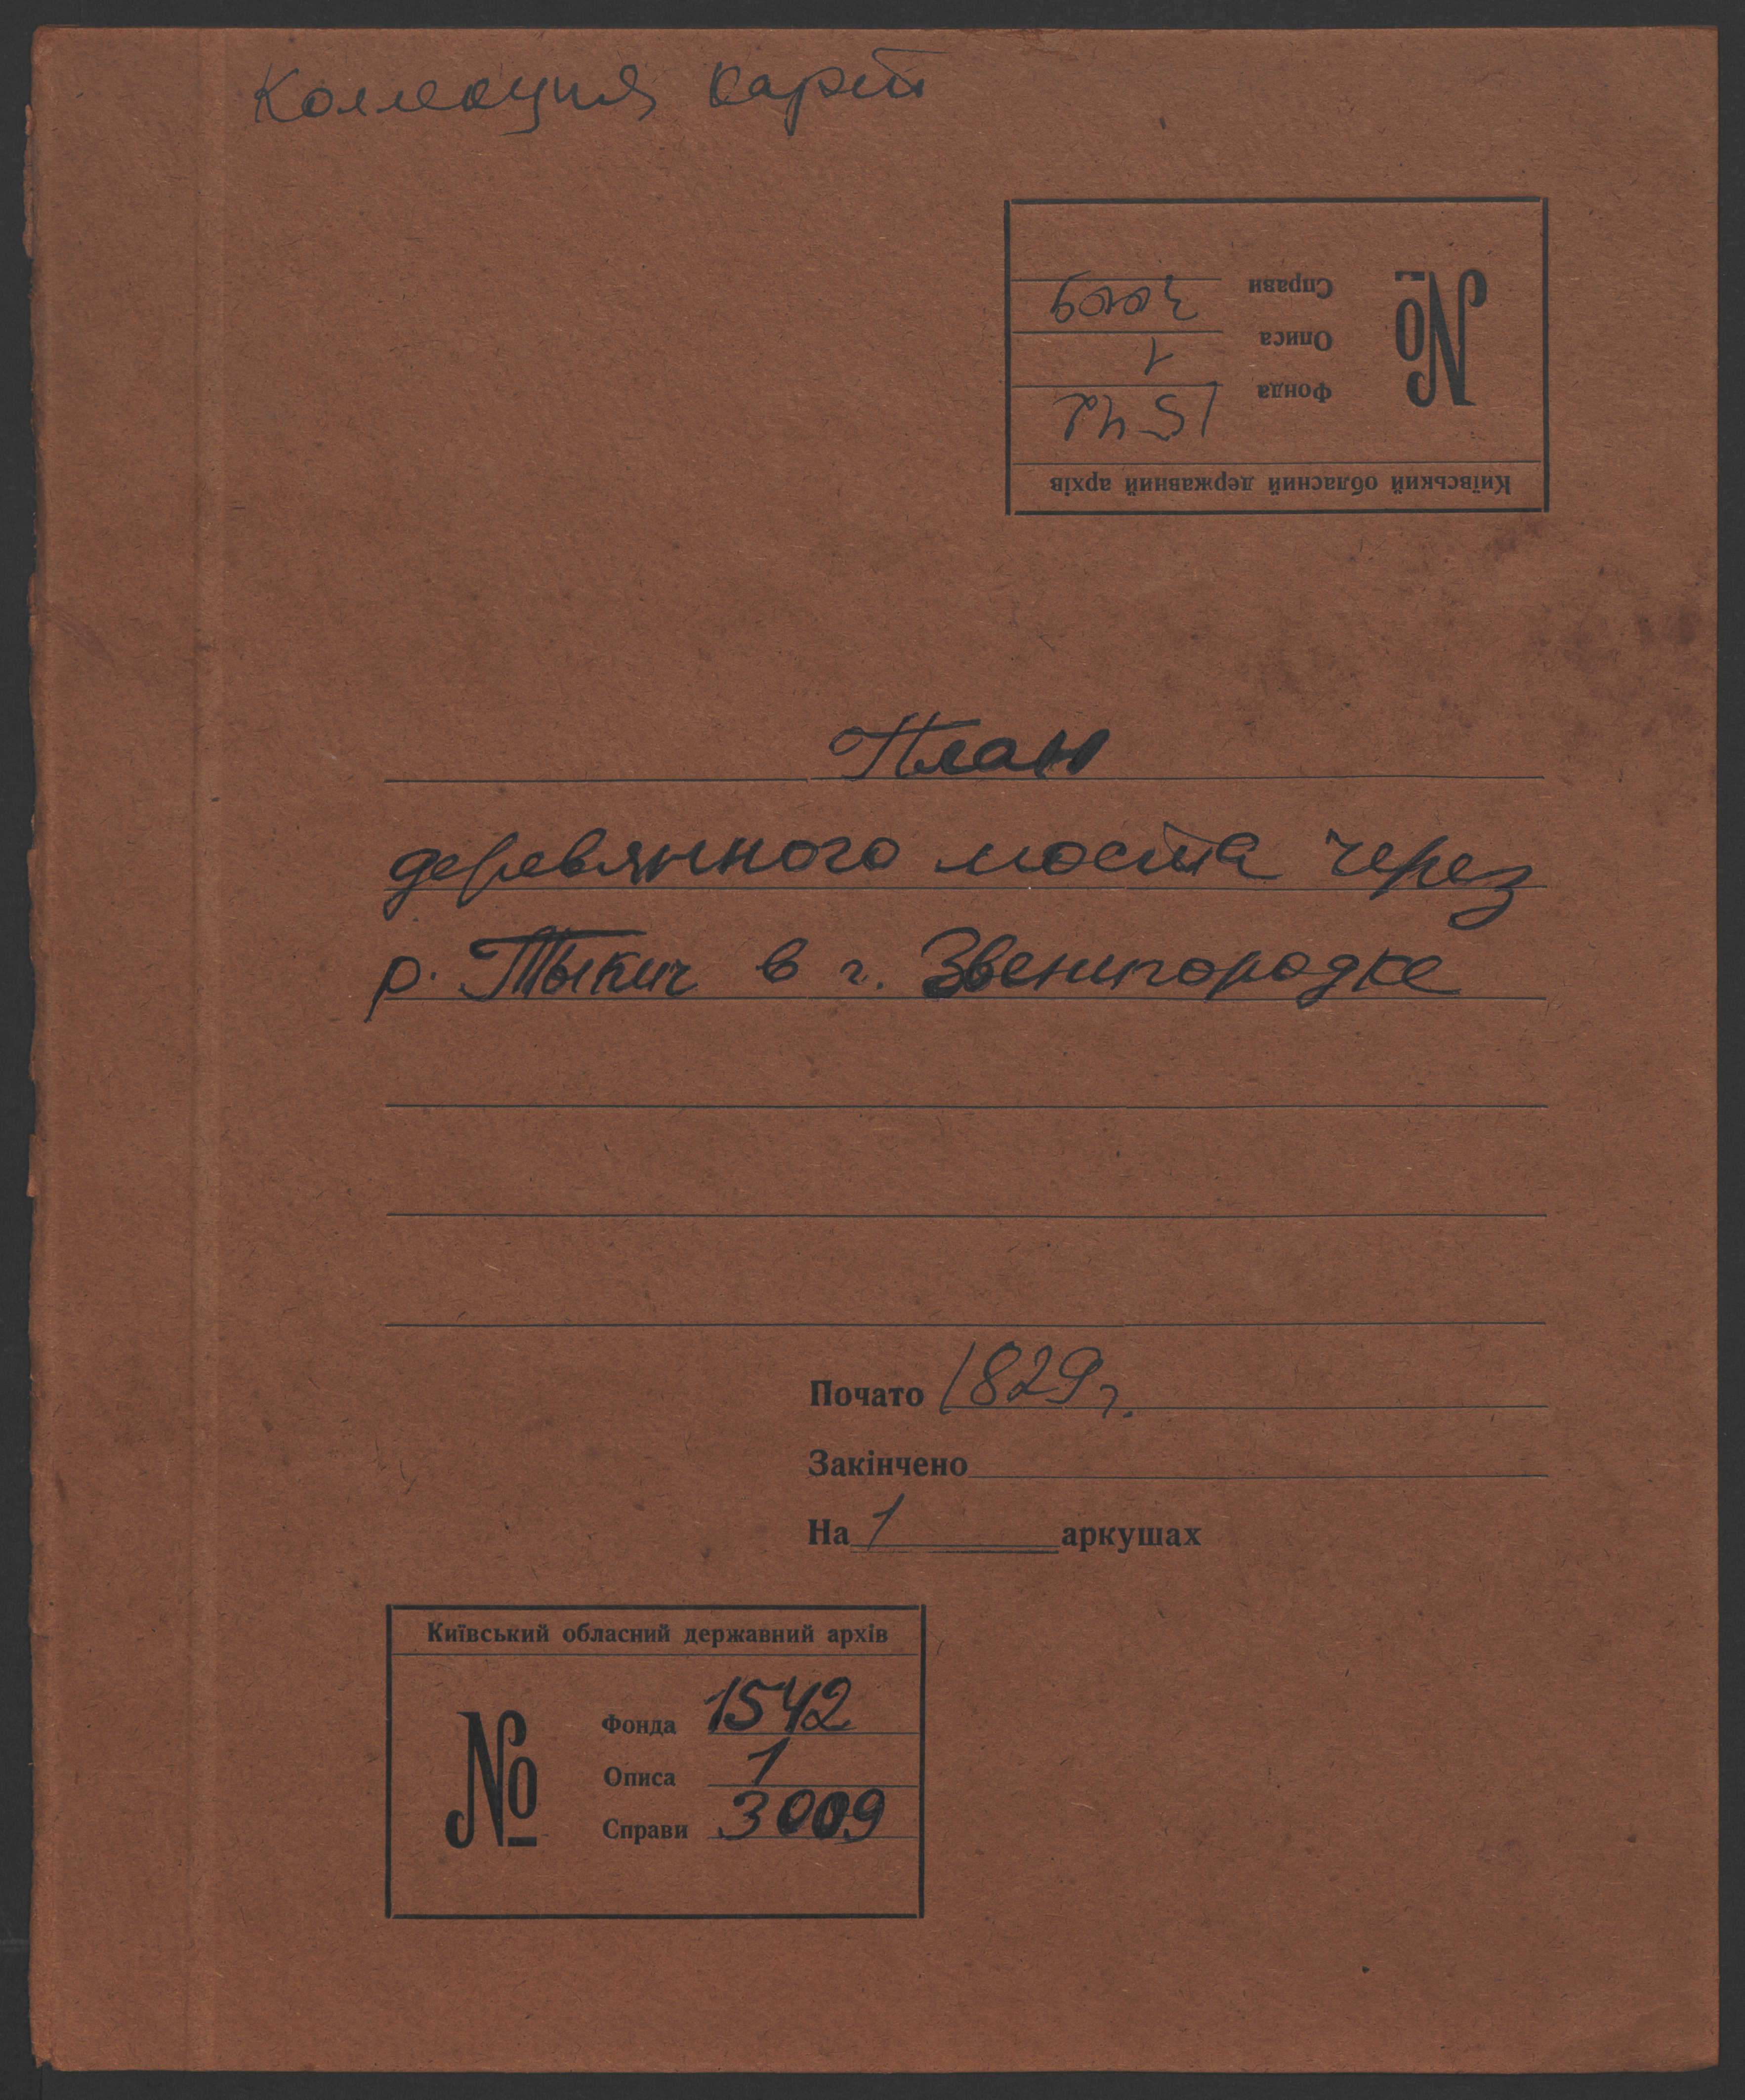 Коллекция карт
Київський обласний державний архів
№
Фонда 1542
Описа 1
Справи 3009
План
деревянного моста через
р. Тыкич в г. Звенигородке
Почато 1829 г.
Закінчено
На 1 аркушах
Київський обласний державний архів
№
Фонда 1542
Описа 1
Справи 3009